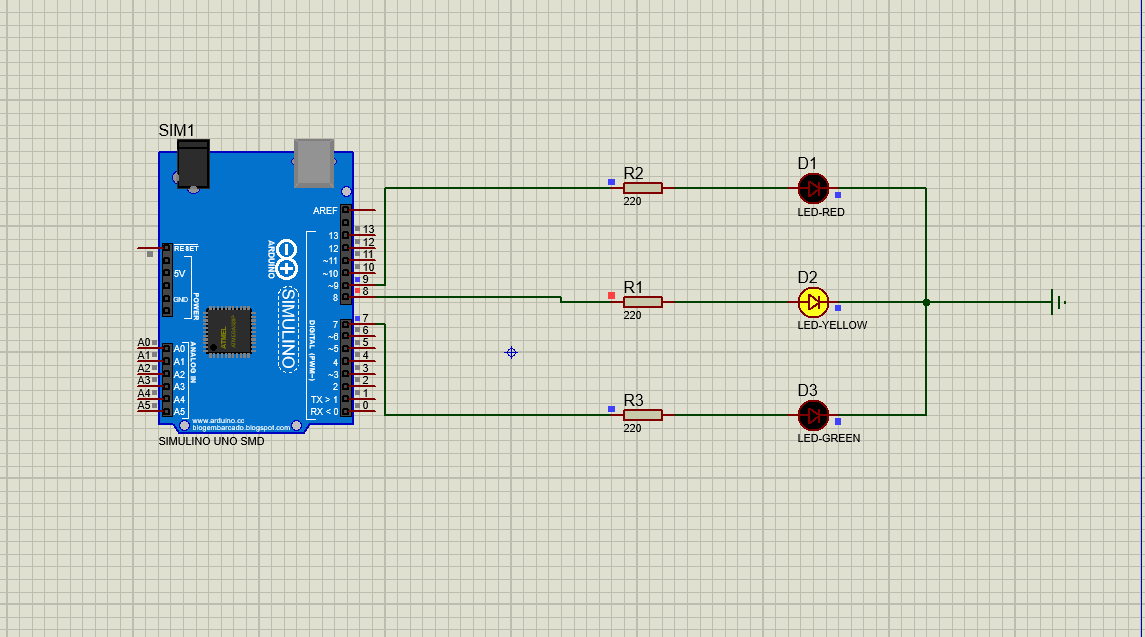 SIM1
AREF
13 13
12 12
~11 11
~10 10
~9 9
8 8
7 7
~6 6
~5 5
4 4
~3 3
2 2
TX > 1 1
RX < 0 0
RESET
5V
GND
POWER
ARDUINO
SIMULINO
DIGITAL (PWM~)
ATMEL
ANALOG IN
A0 A0
A1 A1
A2 A2
A3 A3
A4 A4
A5 A5
www.arduino.cc
blogembarcado.blogspot.com
SIMULINO UNO SMD
R2
220
D1
LED-RED
R1
220
D2
LED-YELLOW
R3
220
D3
LED-GREEN